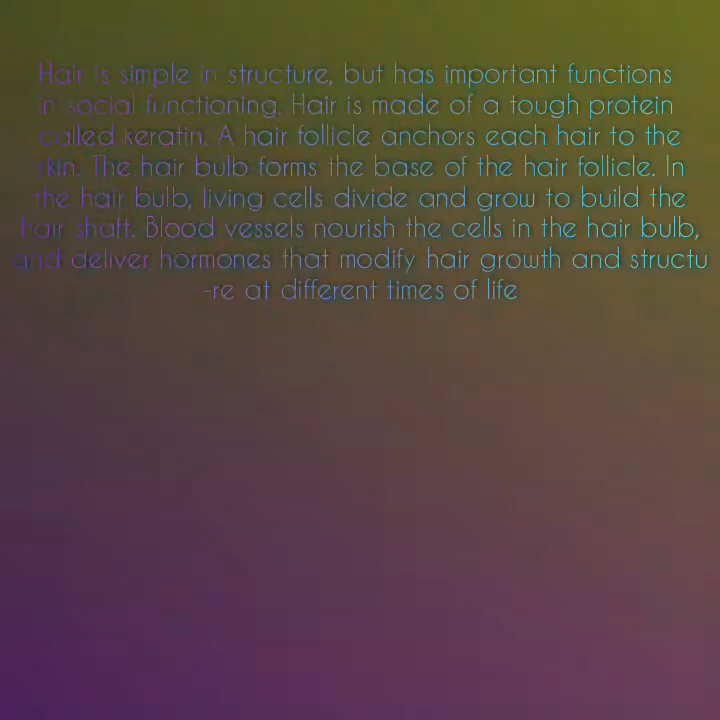 Hair is simple in structure, but has important functions
in social functioning. Hair is made of a tough protein
called keratin. A hair follicle anchors each hair to the
skin. The hair bulb forms the base of the hair follicle. In
the hair bulb, living cells divide and grow to build the
hair shaft. Blood vessels nourish the cells in the hair bulb,
and deliver hormones that modify hair growth and structu
-re at different times of life